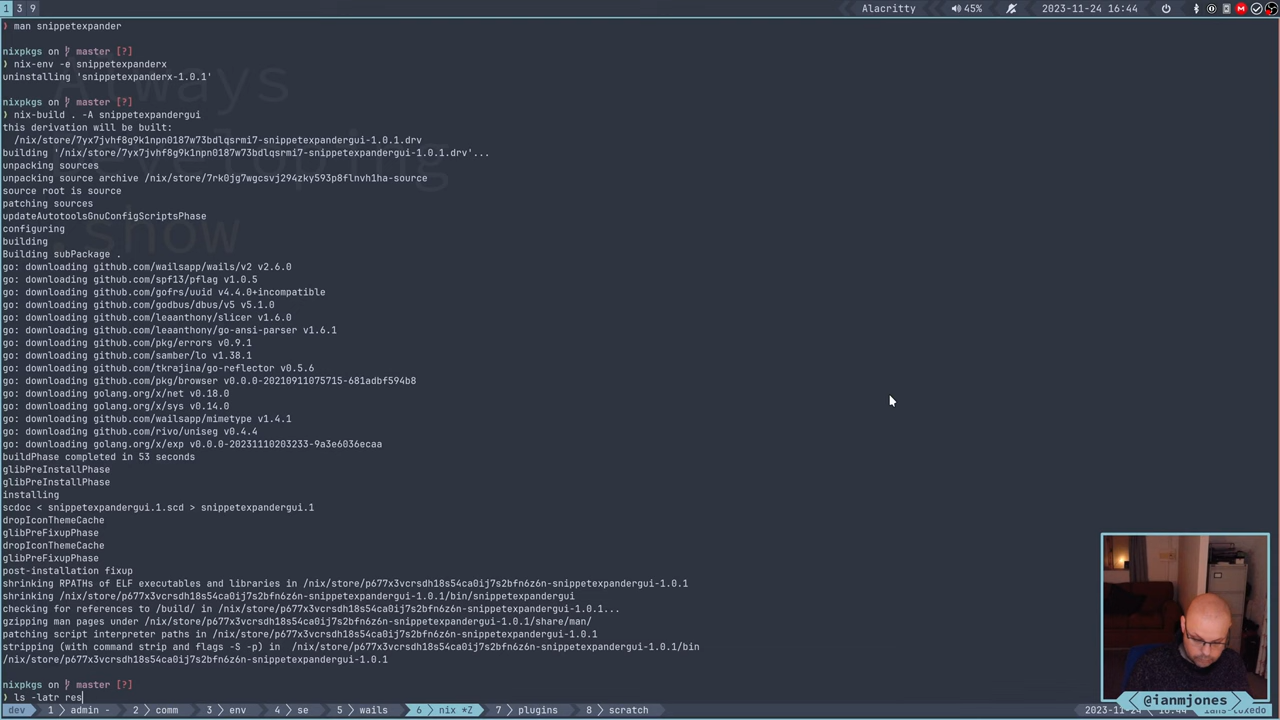 1 3 9 Alacritty 45% 2023-11-24 16:44
❯ man snippetexpander
nixpkgs on master [?]
❯ nix-env -e snippetexpanderx
uninstalling 'snippetexpanderx-1.0.1'
nixpkgs on master [?]
❯ nix-build . -A snippetexpandergui
this derivation will be built:
/nix/store/7yx7jvhf8g9k1npn0187w73bdlqsrmi7-snippetexpandergui-1.0.1.drv
building '/nix/store/7yx7jvhf8g9k1npn0187w73bdlqsrmi7-snippetexpandergui-1.0.1.drv'...
unpacking sources
unpacking source archive /nix/store/7rk0jg7wgcsvj294zky593p8flnvh1ha-source
source root is source
patching sources
updateAutotoolsGnuConfigScriptsPhase
configuring
building
Building subPackage .
go: downloading github.com/wailsapp/wails/v2 v2.6.0
go: downloading github.com/spf13/pflag v1.0.5
go: downloading github.com/gofrs/uuid v4.4.0+incompatible
go: downloading github.com/godbus/dbus/v5 v5.1.0
go: downloading github.com/leaanthony/slicer v1.6.0
go: downloading github.com/leaanthony/go-ansi-parser v1.6.1
go: downloading github.com/pkg/errors v0.9.1
go: downloading github.com/samber/lo v1.38.1
go: downloading github.com/tkrajina/go-reflector v0.5.6
go: downloading github.com/pkg/browser v0.0.0-20210911075715-681adbf594b8
go: downloading golang.org/x/net v0.18.0
go: downloading golang.org/x/sys v0.14.0
go: downloading github.com/wailsapp/mimetype v1.4.1
go: downloading github.com/rivo/uniseg v0.4.4
go: downloading golang.org/x/exp v0.0.0-20231110203233-9a3e6036ecaa
buildPhase completed in 53 seconds
glibPreInstallPhase
glibPreInstallPhase
installing
scdoc < snippetexpandergui.1.scd > snippetexpandergui.1
dropIconThemeCache
glibPreFixupPhase
dropIconThemeCache
glibPreFixupPhase
post-installation fixup
shrinking RPATHs of ELF executables and libraries in /nix/store/p677x3vcrsdh18s54ca0ij7s2bfn6z6n-snippetexpandergui-1.0.1
shrinking /nix/store/p677x3vcrsdh18s54ca0ij7s2bfn6z6n-snippetexpandergui-1.0.1/bin/snippetexpandergui
checking for references to /build/ in /nix/store/p677x3vcrsdh18s54ca0ij7s2bfn6z6n-snippetexpandergui-1.0.1...
gzipping man pages under /nix/store/p677x3vcrsdh18s54ca0ij7s2bfn6z6n-snippetexpandergui-1.0.1/share/man/
patching script interpreter paths in /nix/store/p677x3vcrsdh18s54ca0ij7s2bfn6z6n-snippetexpandergui-1.0.1
stripping (with command strip and flags -S -p) in /nix/store/p677x3vcrsdh18s54ca0ij7s2bfn6z6n-snippetexpandergui-1.0.1/bin
/nix/store/p677x3vcrsdh18s54ca0ij7s2bfn6z6n-snippetexpandergui-1.0.1
nixpkgs on master [?]
❯ ls -latr res
@ianmjones
dev 1 admin - 2 comm 3 env 4 se 5 wails 6 nix *Z 7 plugins 8 scratch 2023-11-24
Always
.show